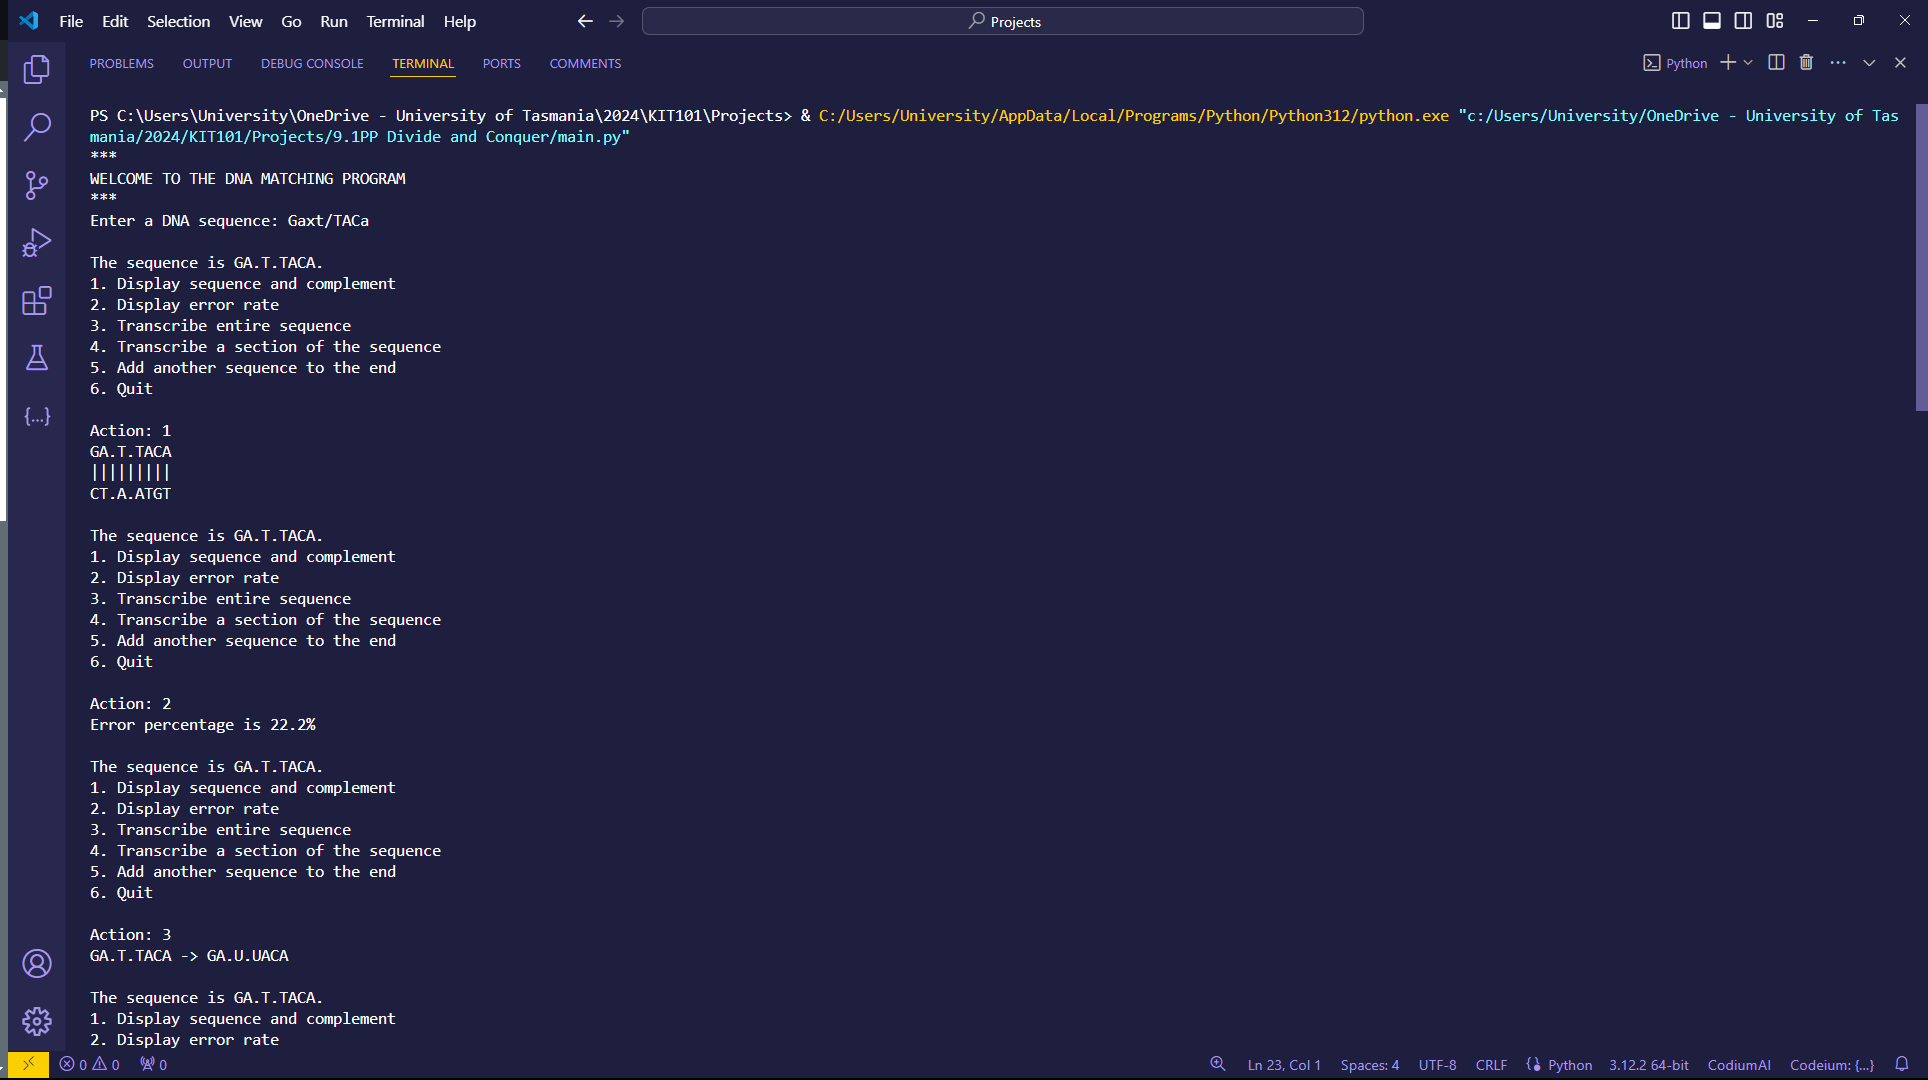 File Edit Selection View Go Run Terminal Help
Projects
PROBLEMS OUTPUT DEBUG CONSOLE TERMINAL PORTS COMMENTS
Python
PS C:\Users\University\OneDrive - University of Tasmania\2024\KIT101\Projects> & C:/Users/University/AppData/Local/Programs/Python/Python312/python.exe "c:/Users/University/OneDrive - University of Tas
mania/2024/KIT101/Projects/9.1PP Divide and Conquer/main.py"
***
WELCOME TO THE DNA MATCHING PROGRAM
***
Enter a DNA sequence: Gaxt/TACa
The sequence is GA.T.TACA.
1. Display sequence and complement
2. Display error rate
3. Transcribe entire sequence
4. Transcribe a section of the sequence
5. Add another sequence to the end
6. Quit
Action: 1
GA.T.TACA
|||||||||
CT.A.ATGT
The sequence is GA.T.TACA.
1. Display sequence and complement
2. Display error rate
3. Transcribe entire sequence
4. Transcribe a section of the sequence
5. Add another sequence to the end
6. Quit
Action: 2
Error percentage is 22.2%
The sequence is GA.T.TACA.
1. Display sequence and complement
2. Display error rate
3. Transcribe entire sequence
4. Transcribe a section of the sequence
5. Add another sequence to the end
6. Quit
Action: 3
GA.T.TACA -> GA.U.UACA
The sequence is GA.T.TACA.
1. Display sequence and complement
2. Display error rate
0 0 0 Ln 23, Col 1 Spaces: 4 UTF-8 CRLF Python 3.12.2 64-bit CodiumAI Codeium: {...}